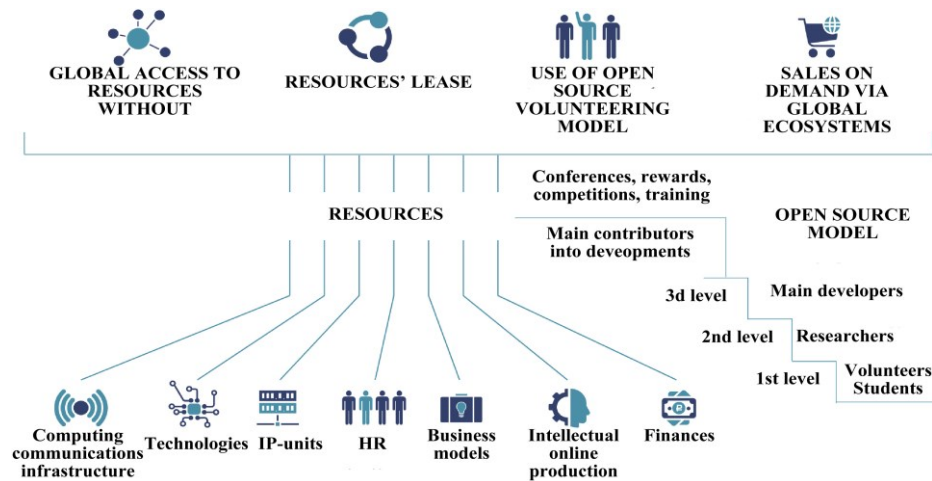 GLOBAL ACCESS TO
RESOURCES
WITHOUT
RESOURCES' LEASE
USE OF OPEN
SOURCE
VOLUNTEERING
MODEL
SALES ON
DEMAND VIA
GLOBAL
ECOSYSTEMS
Conferences, rewards,
competitions, training
RESOURCES
OPEN SOURCE
MODEL
Main contributors
into deveopments
3d level
Main developers
2nd level
Researchers
1st level
Volunteers
Students
Computing
communications
infrastructure
Technologies
IP-units
HR
Business
models
Intellectual
online
production
Finances